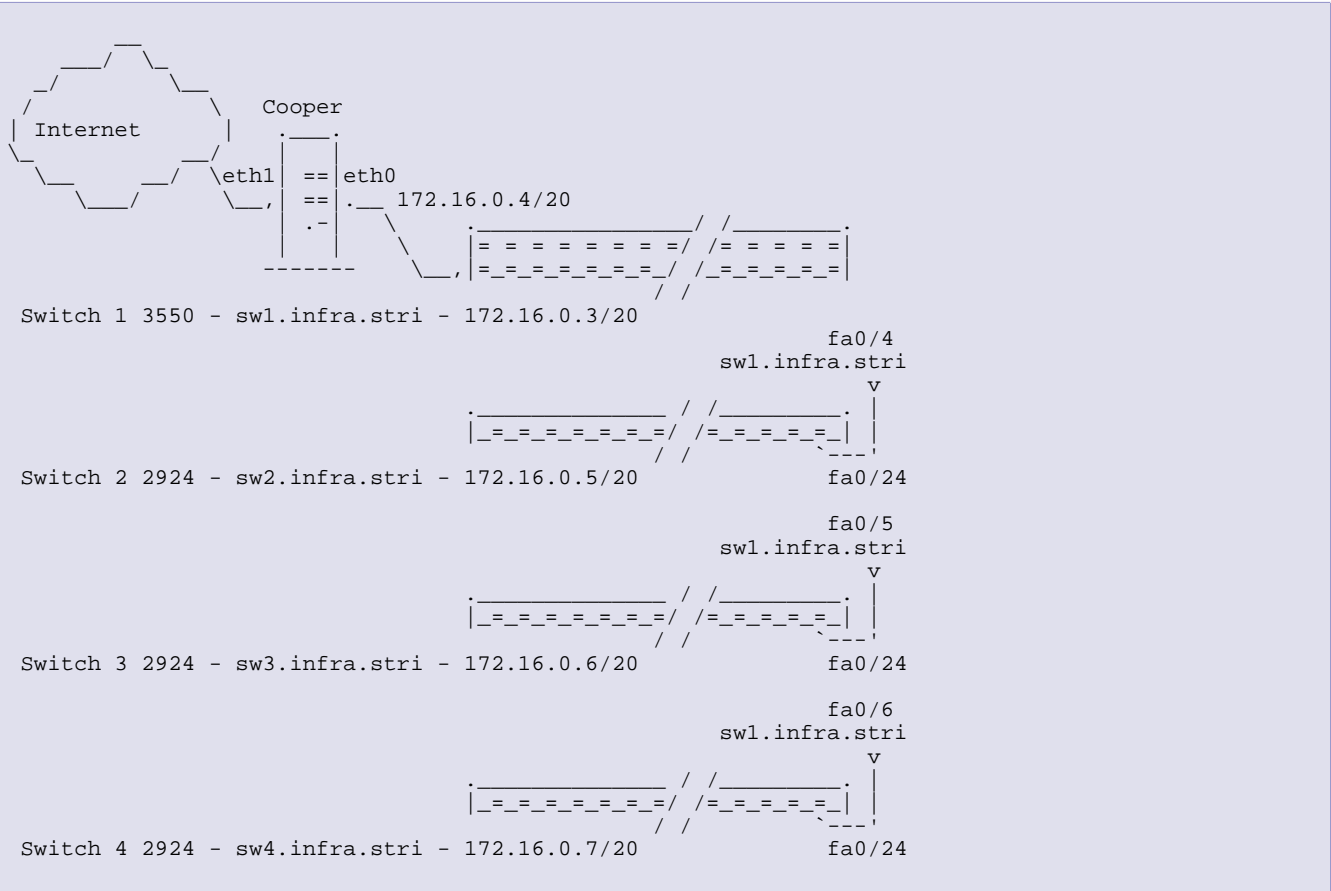 Cooper
Internet
eth1 == eth0
== 172.16.0.4/20
Switch 1 3550 - sw1.infra.stri - 172.16.0.3/20
fa0/4
sw1.infra.stri
v
Switch 2 2924 - sw2.infra.stri - 172.16.0.5/20 fa0/24
fa0/5
sw1.infra.stri
v
Switch 3 2924 - sw3.infra.stri - 172.16.0.6/20 fa0/24
fa0/6
sw1.infra.stri
v
Switch 4 2924 - sw4.infra.stri - 172.16.0.7/20 fa0/24